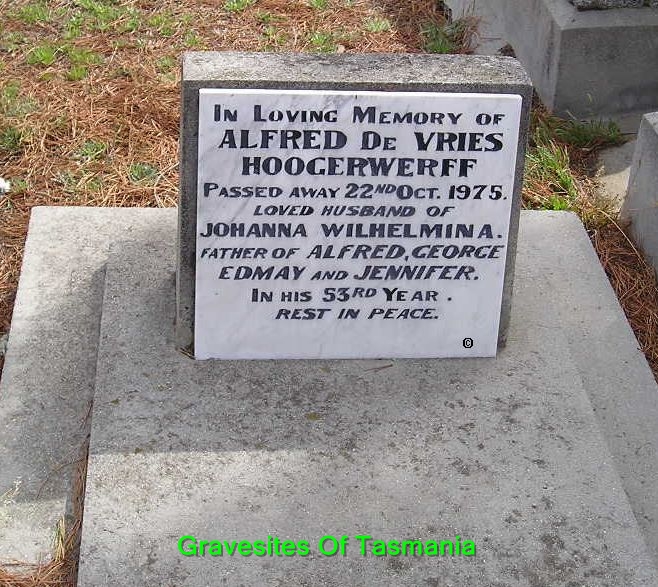 In Loving Memory of
ALFRED De VRIES
HOOGERWERFF
Passed away 22ND Oct. 1975.
LOVED HUSBAND OF
JOHANNA WILHELMINA.
FATHER OF ALFRED, GEORGE
EDMAY AND JENNIFER.
In his 53RD Year.
REST IN PEACE.
©
Gravesites Of Tasmania